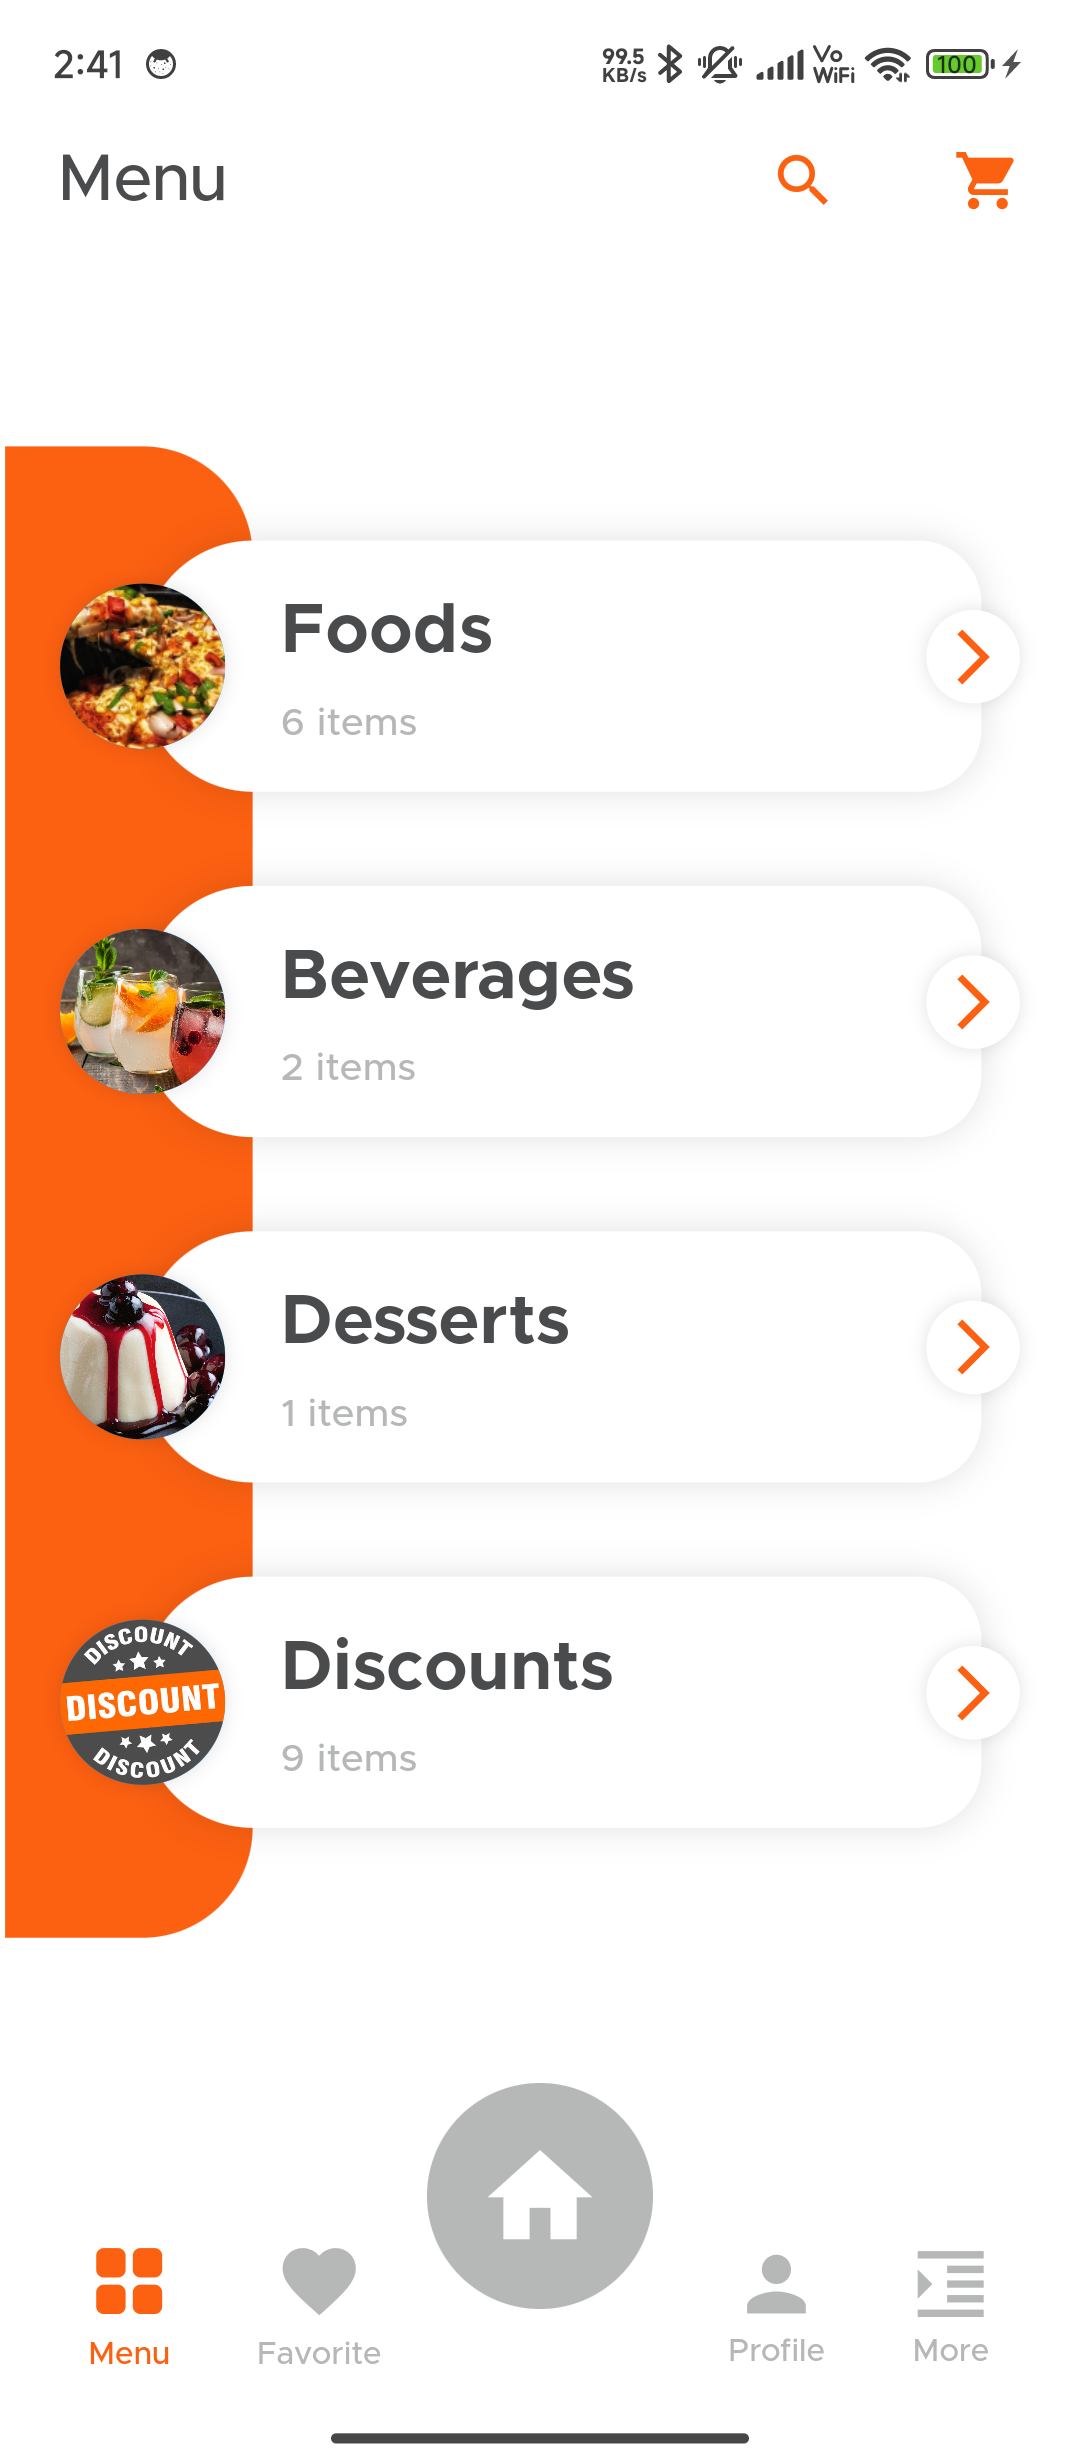 2:41
99.5
KB/s
Vo
WiFi
100
Menu
Foods
6 items
Beverages
2 items
Desserts
1 items
DISCOUNT
DISCOUNT
DISCOUNT
Discounts
9 items
Menu
Favorite
Profile
More